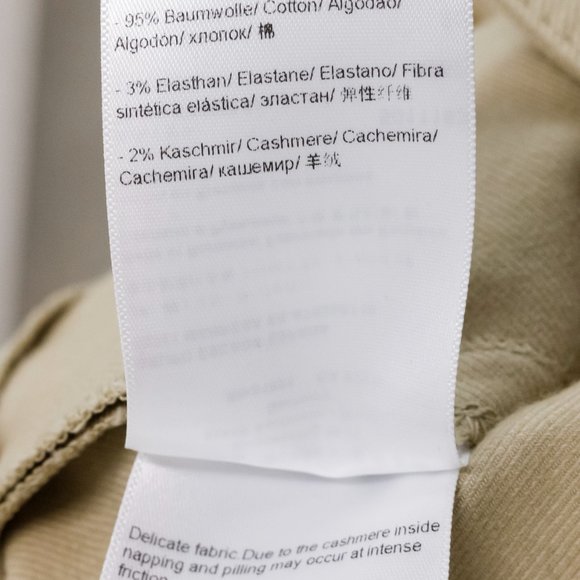 - 95% Baumwolle/ Cotton/ Algodão/
Algodón/ хлопок/ 棉
- 3% Elasthan/ Elastane/ Elastano/ Fibra
sintética elástica/ эластан/ 弹性纤维
- 2% Kaschmir/ Cashmere/ Cachemira/
Cachemira/ кашемир/ 羊绒
Delicate fabric Due to the cashmere inside
napping and pilling may occur at intense
friction